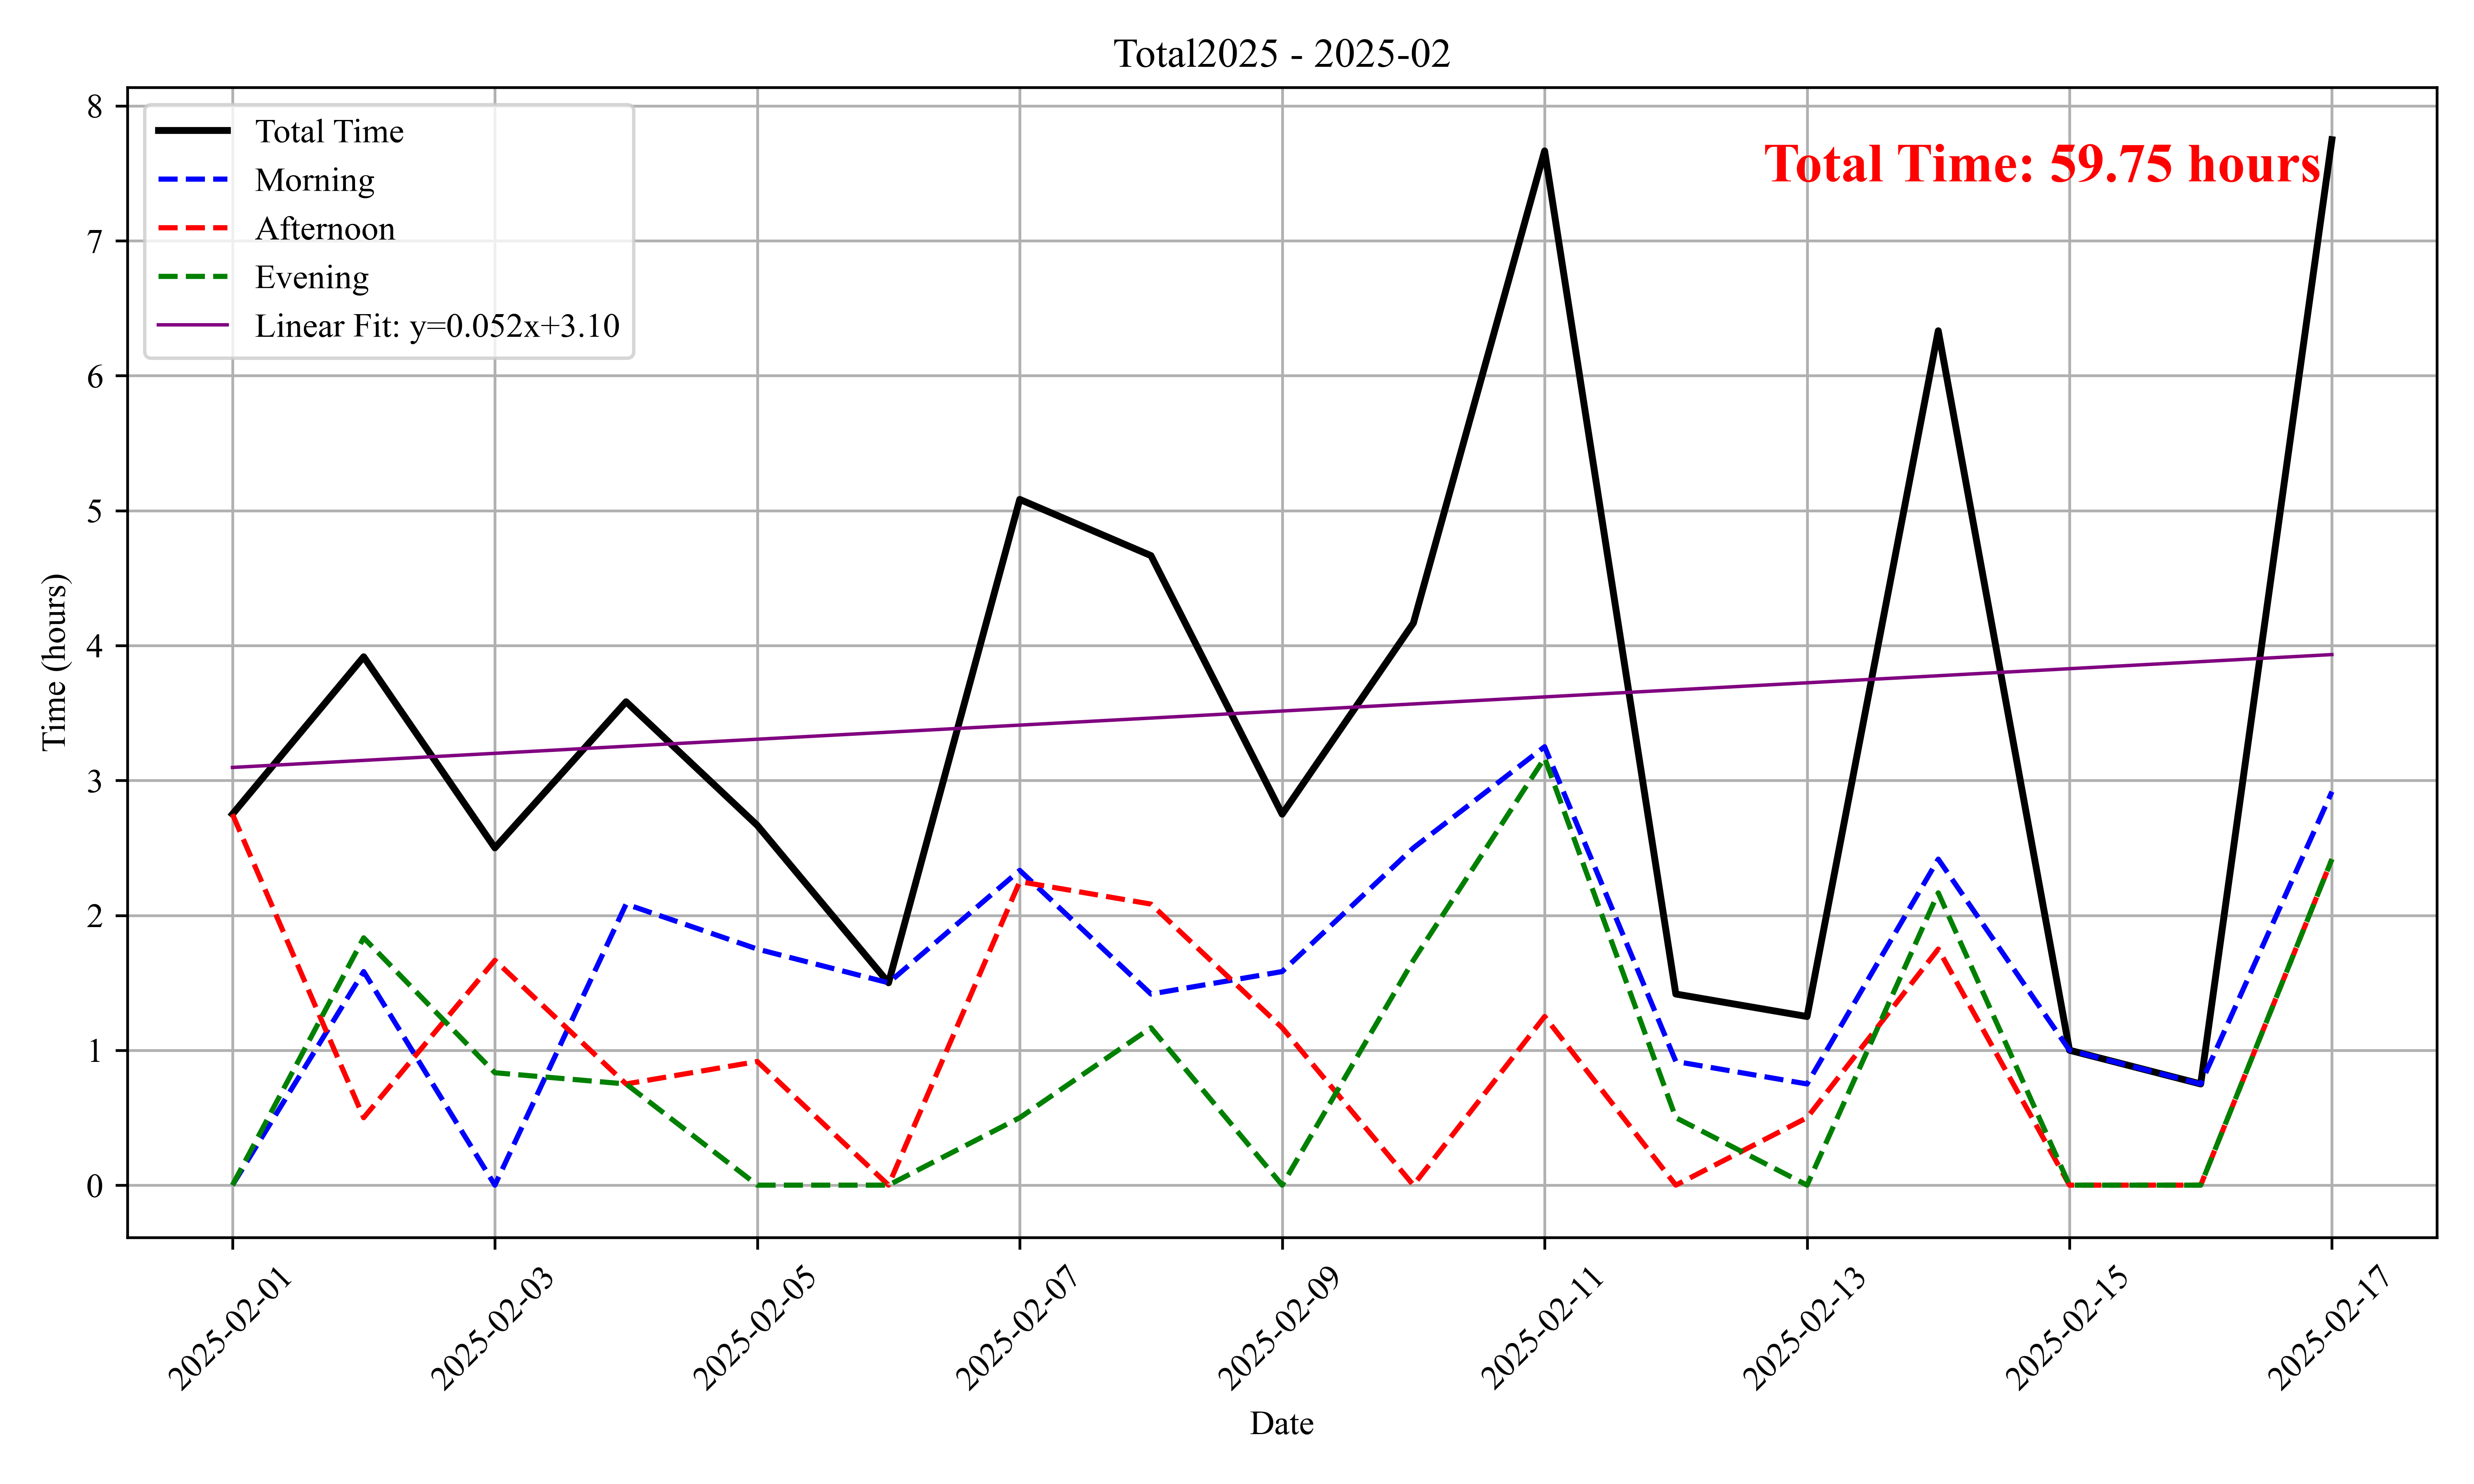 Total2025 - 2025-02
8
7
6
5
4
3
2
1
0
Time (hours)
Total Time
Morning
Afternoon
Evening
Linear Fit: y=0.052x+3.10
Total Time: 59.75 hours
2025-02-01
2025-02-03
2025-02-05
2025-02-07
2025-02-09
2025-02-11
2025-02-13
2025-02-15
2025-02-17
Date